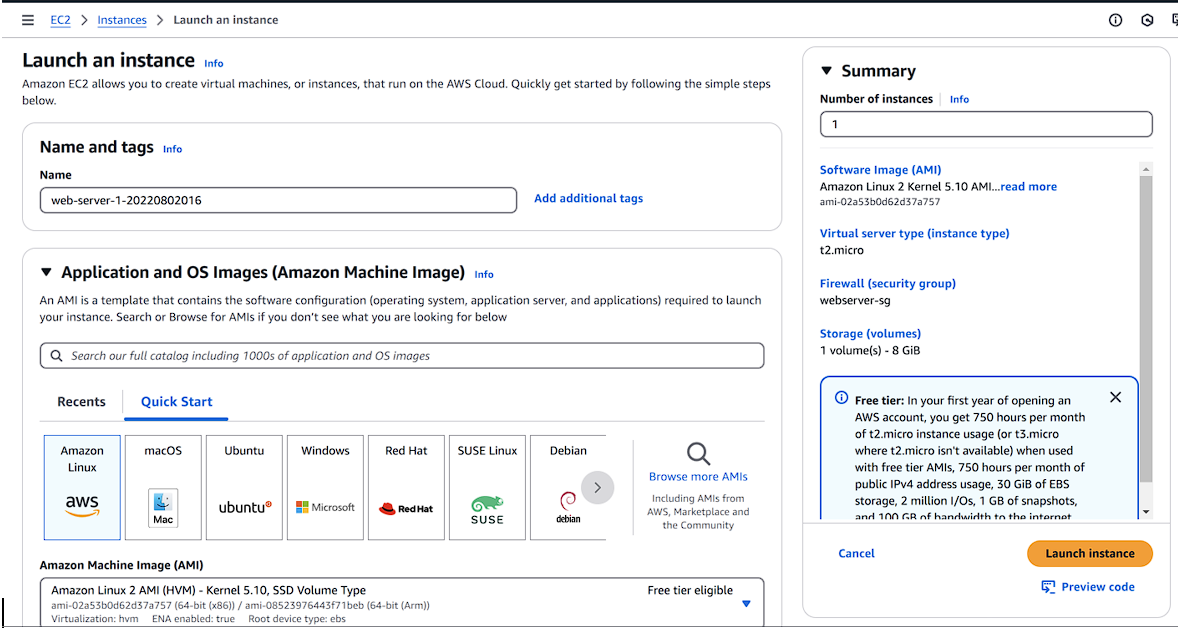 EC2 > Instances > Launch an instance
Launch an instance Info
Amazon EC2 allows you to create virtual machines, or instances, that run on the AWS Cloud. Quickly get started by following the simple steps
below.
Name and tags Info
Name
web-server-1-20220802016
Add additional tags
Application and OS Images (Amazon Machine Image) Info
An AMI is a template that contains the software configuration (operating system, application server, and applications) required to launch
your instance. Search or Browse for AMIs if you don't see what you are looking for below
Search our full catalog including 1000s of application and OS images
Recents
Quick Start
Amazon
Linux
aws
macOS
Mac
Ubuntu
ubuntu
Windows
Microsoft
Red Hat
Red Hat
SUSE Linux
SUSE
Debian
debian
Browse more AMIs
Including AMIs from
AWS, Marketplace and
the Community
Amazon Machine Image (AMI)
Amazon Linux 2 AMI (HVM) - Kernel 5.10, SSD Volume Type
Free tier eligible
ami-02a53b0d62d37a757 (64-bit (x86)) / ami-08523976443f71beb (64-bit (Arm))
Virtualization: hvm ENA enabled: true Root device type: ebs
Summary
Number of instances Info
1
Software Image (AMI)
Amazon Linux 2 Kernel 5.10 AMI...read more
ami-02a53b0d62d37a757
Virtual server type (instance type)
t2.micro
Firewall (security group)
webserver-sg
Storage (volumes)
1 volume(s) - 8 GiB
Free tier: In your first year of opening an
AWS account, you get 750 hours per month
of t2.micro instance usage (or t3.micro
where t2.micro isn't available) when used
with free tier AMIs, 750 hours per month of
public IPv4 address usage, 30 GiB of EBS
storage, 2 million I/Os, 1 GB of snapshots,
and 100 GB of bandwidth to the internet
Cancel
Launch instance
Preview code